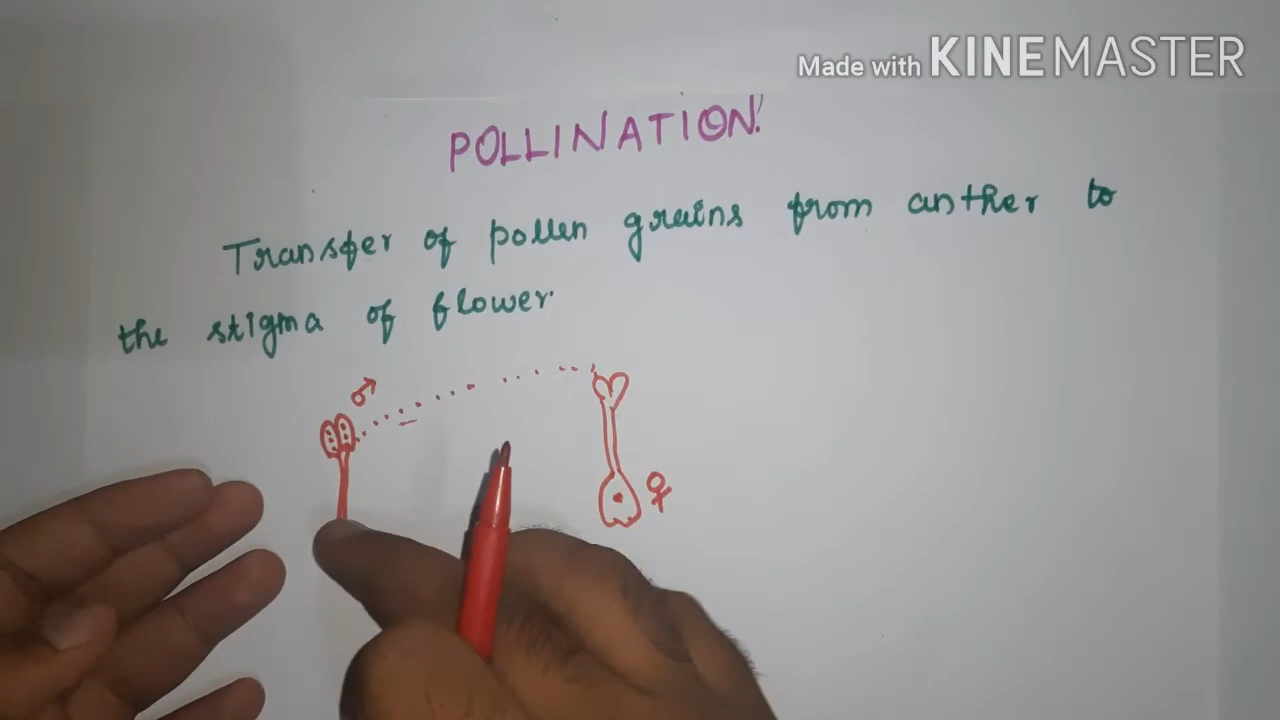 Made with KINEMASTER
POLLINATION!
Transfer of pollen grains from anther to
the stigma of flower.
♂
♀